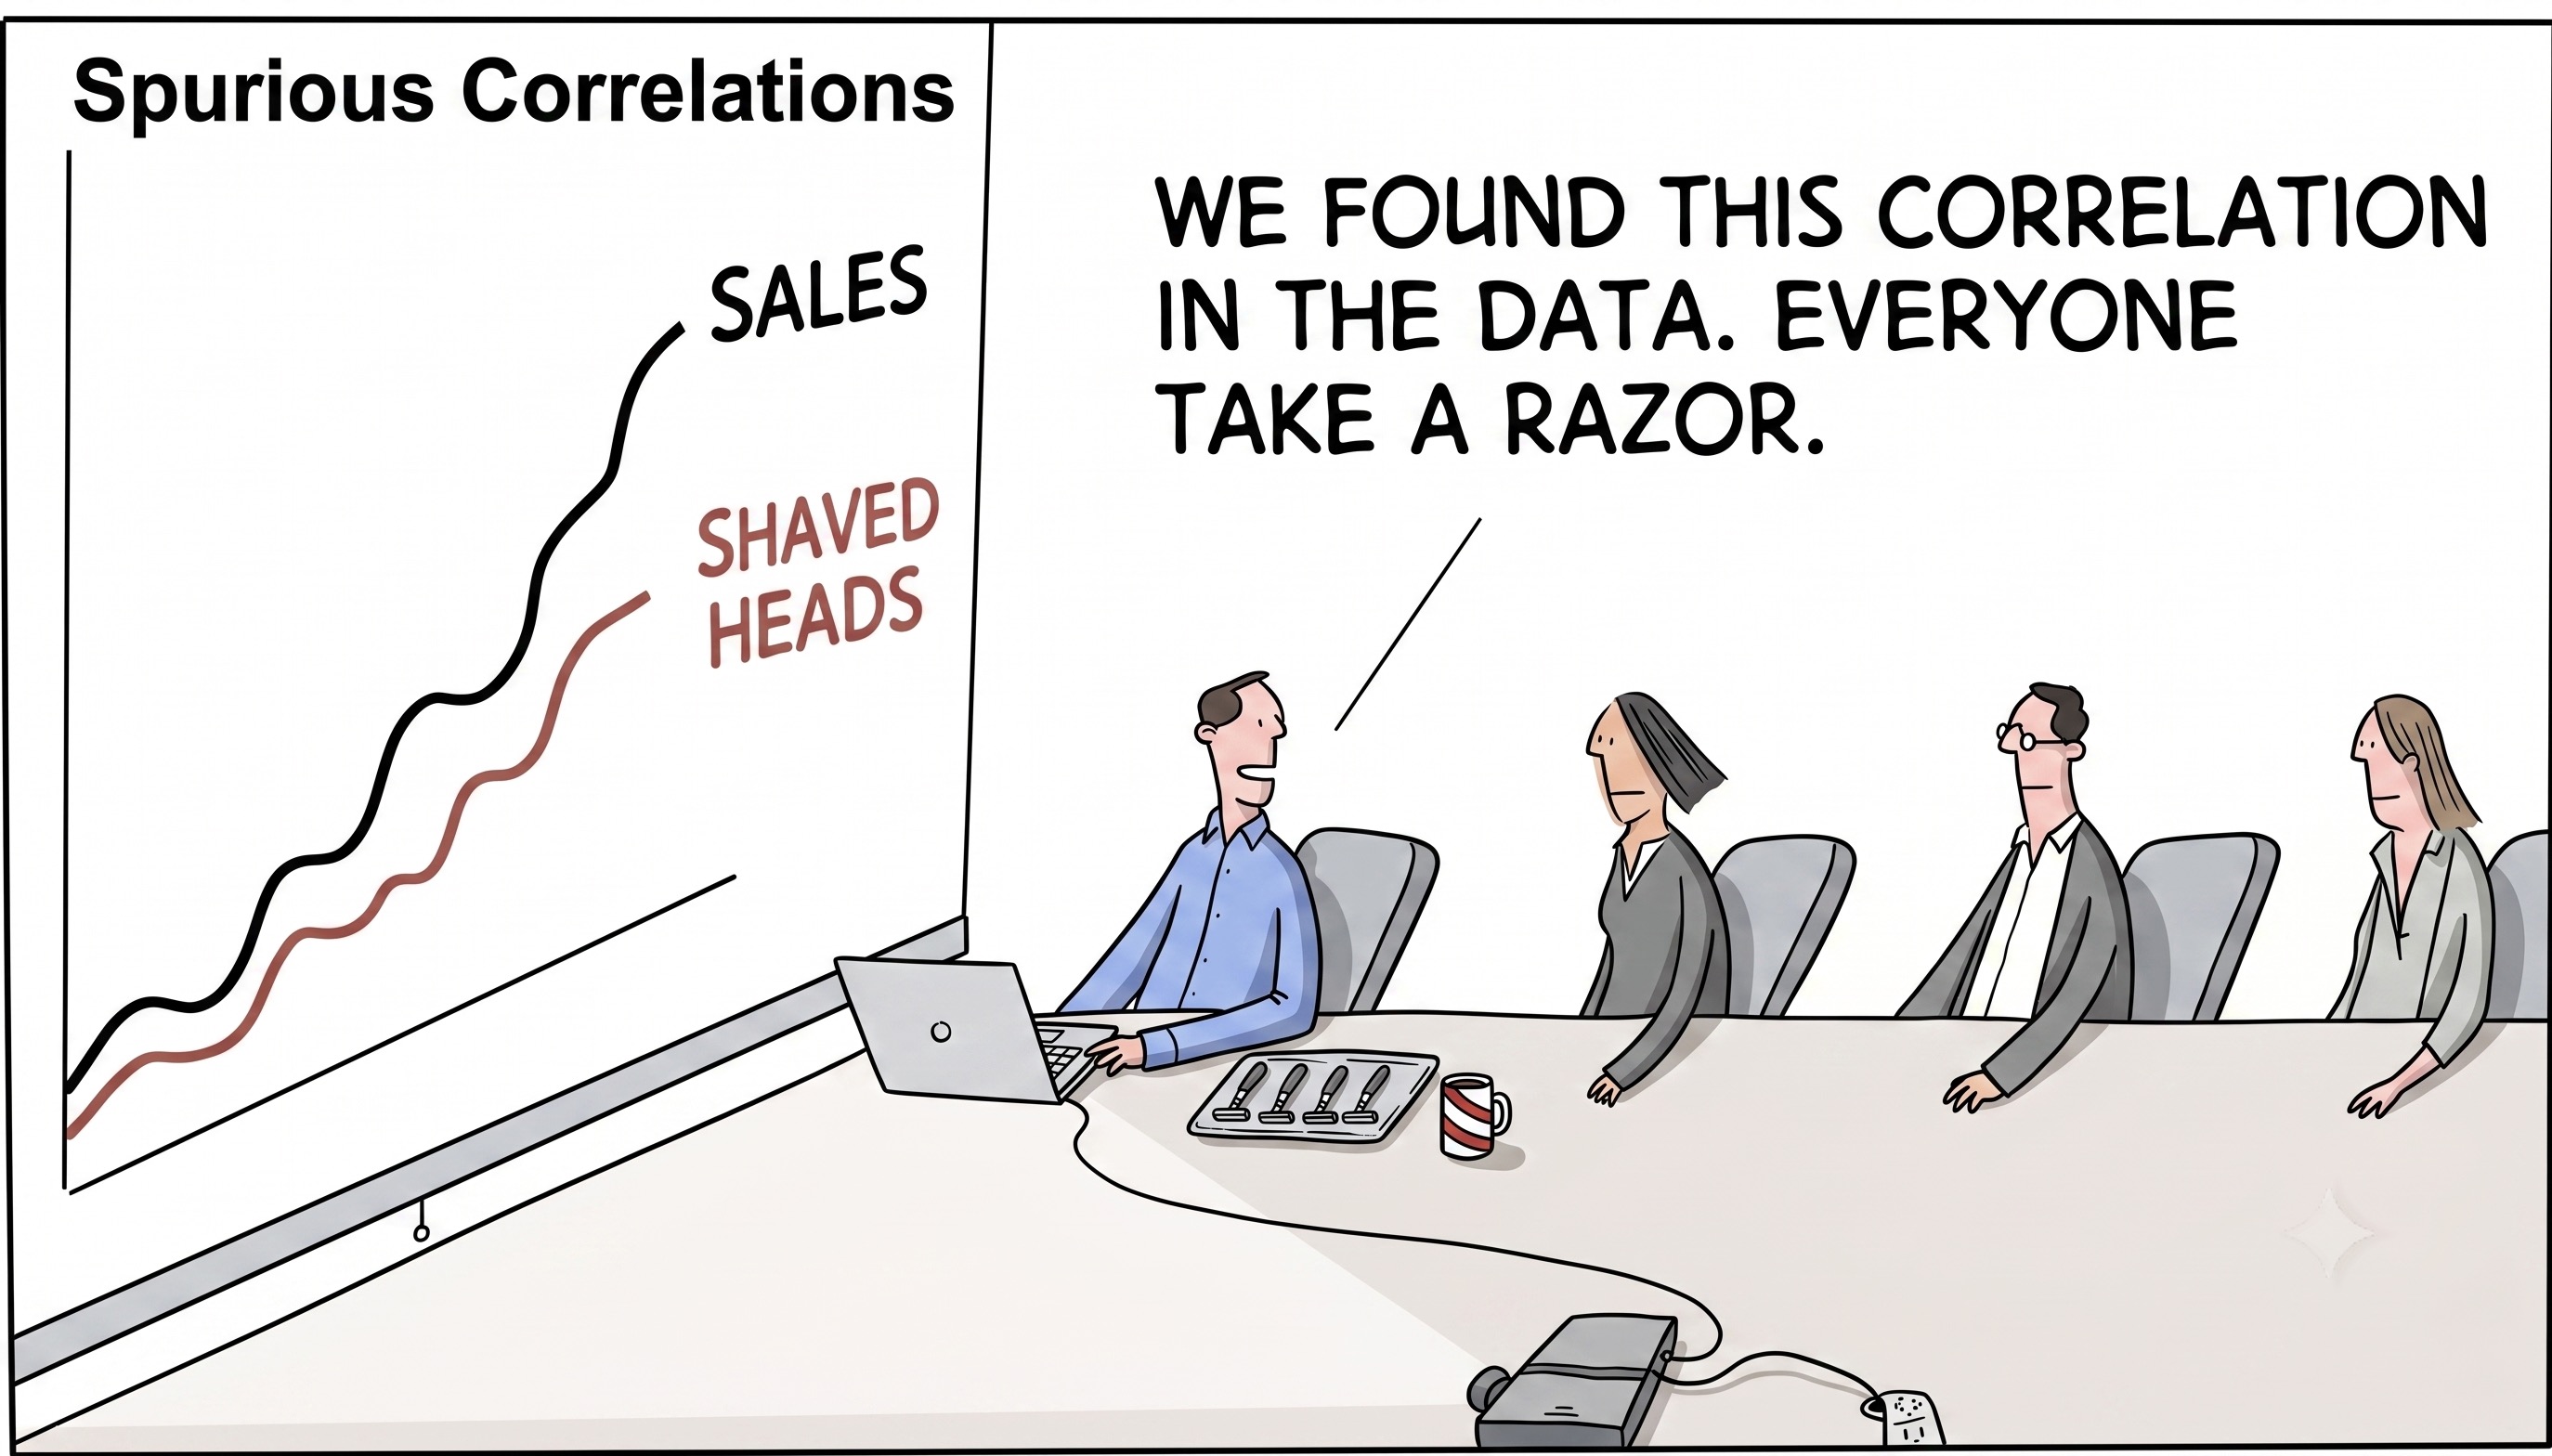 Spurious Correlations
SALES
SHAVED
HEADS
WE FOUND THIS CORRELATION
IN THE DATA. EVERYONE
TAKE A RAZOR.